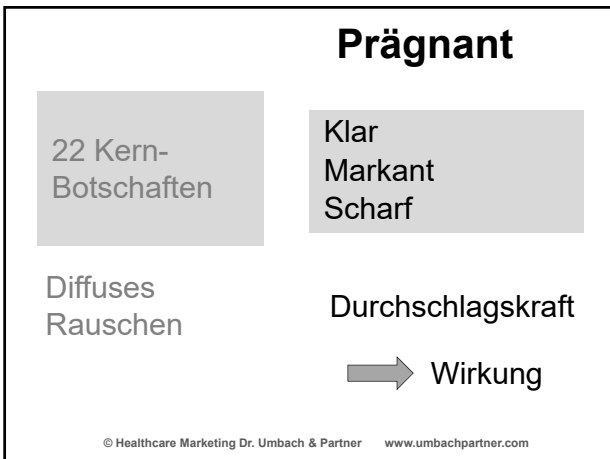 Prägnant
22 Kern-
Botschaften
Klar
Markant
Scharf
Diffuses
Rauschen
Durchschlagskraft
Wirkung
© Healthcare Marketing Dr. Umbach & Partner www.umbachpartner.com